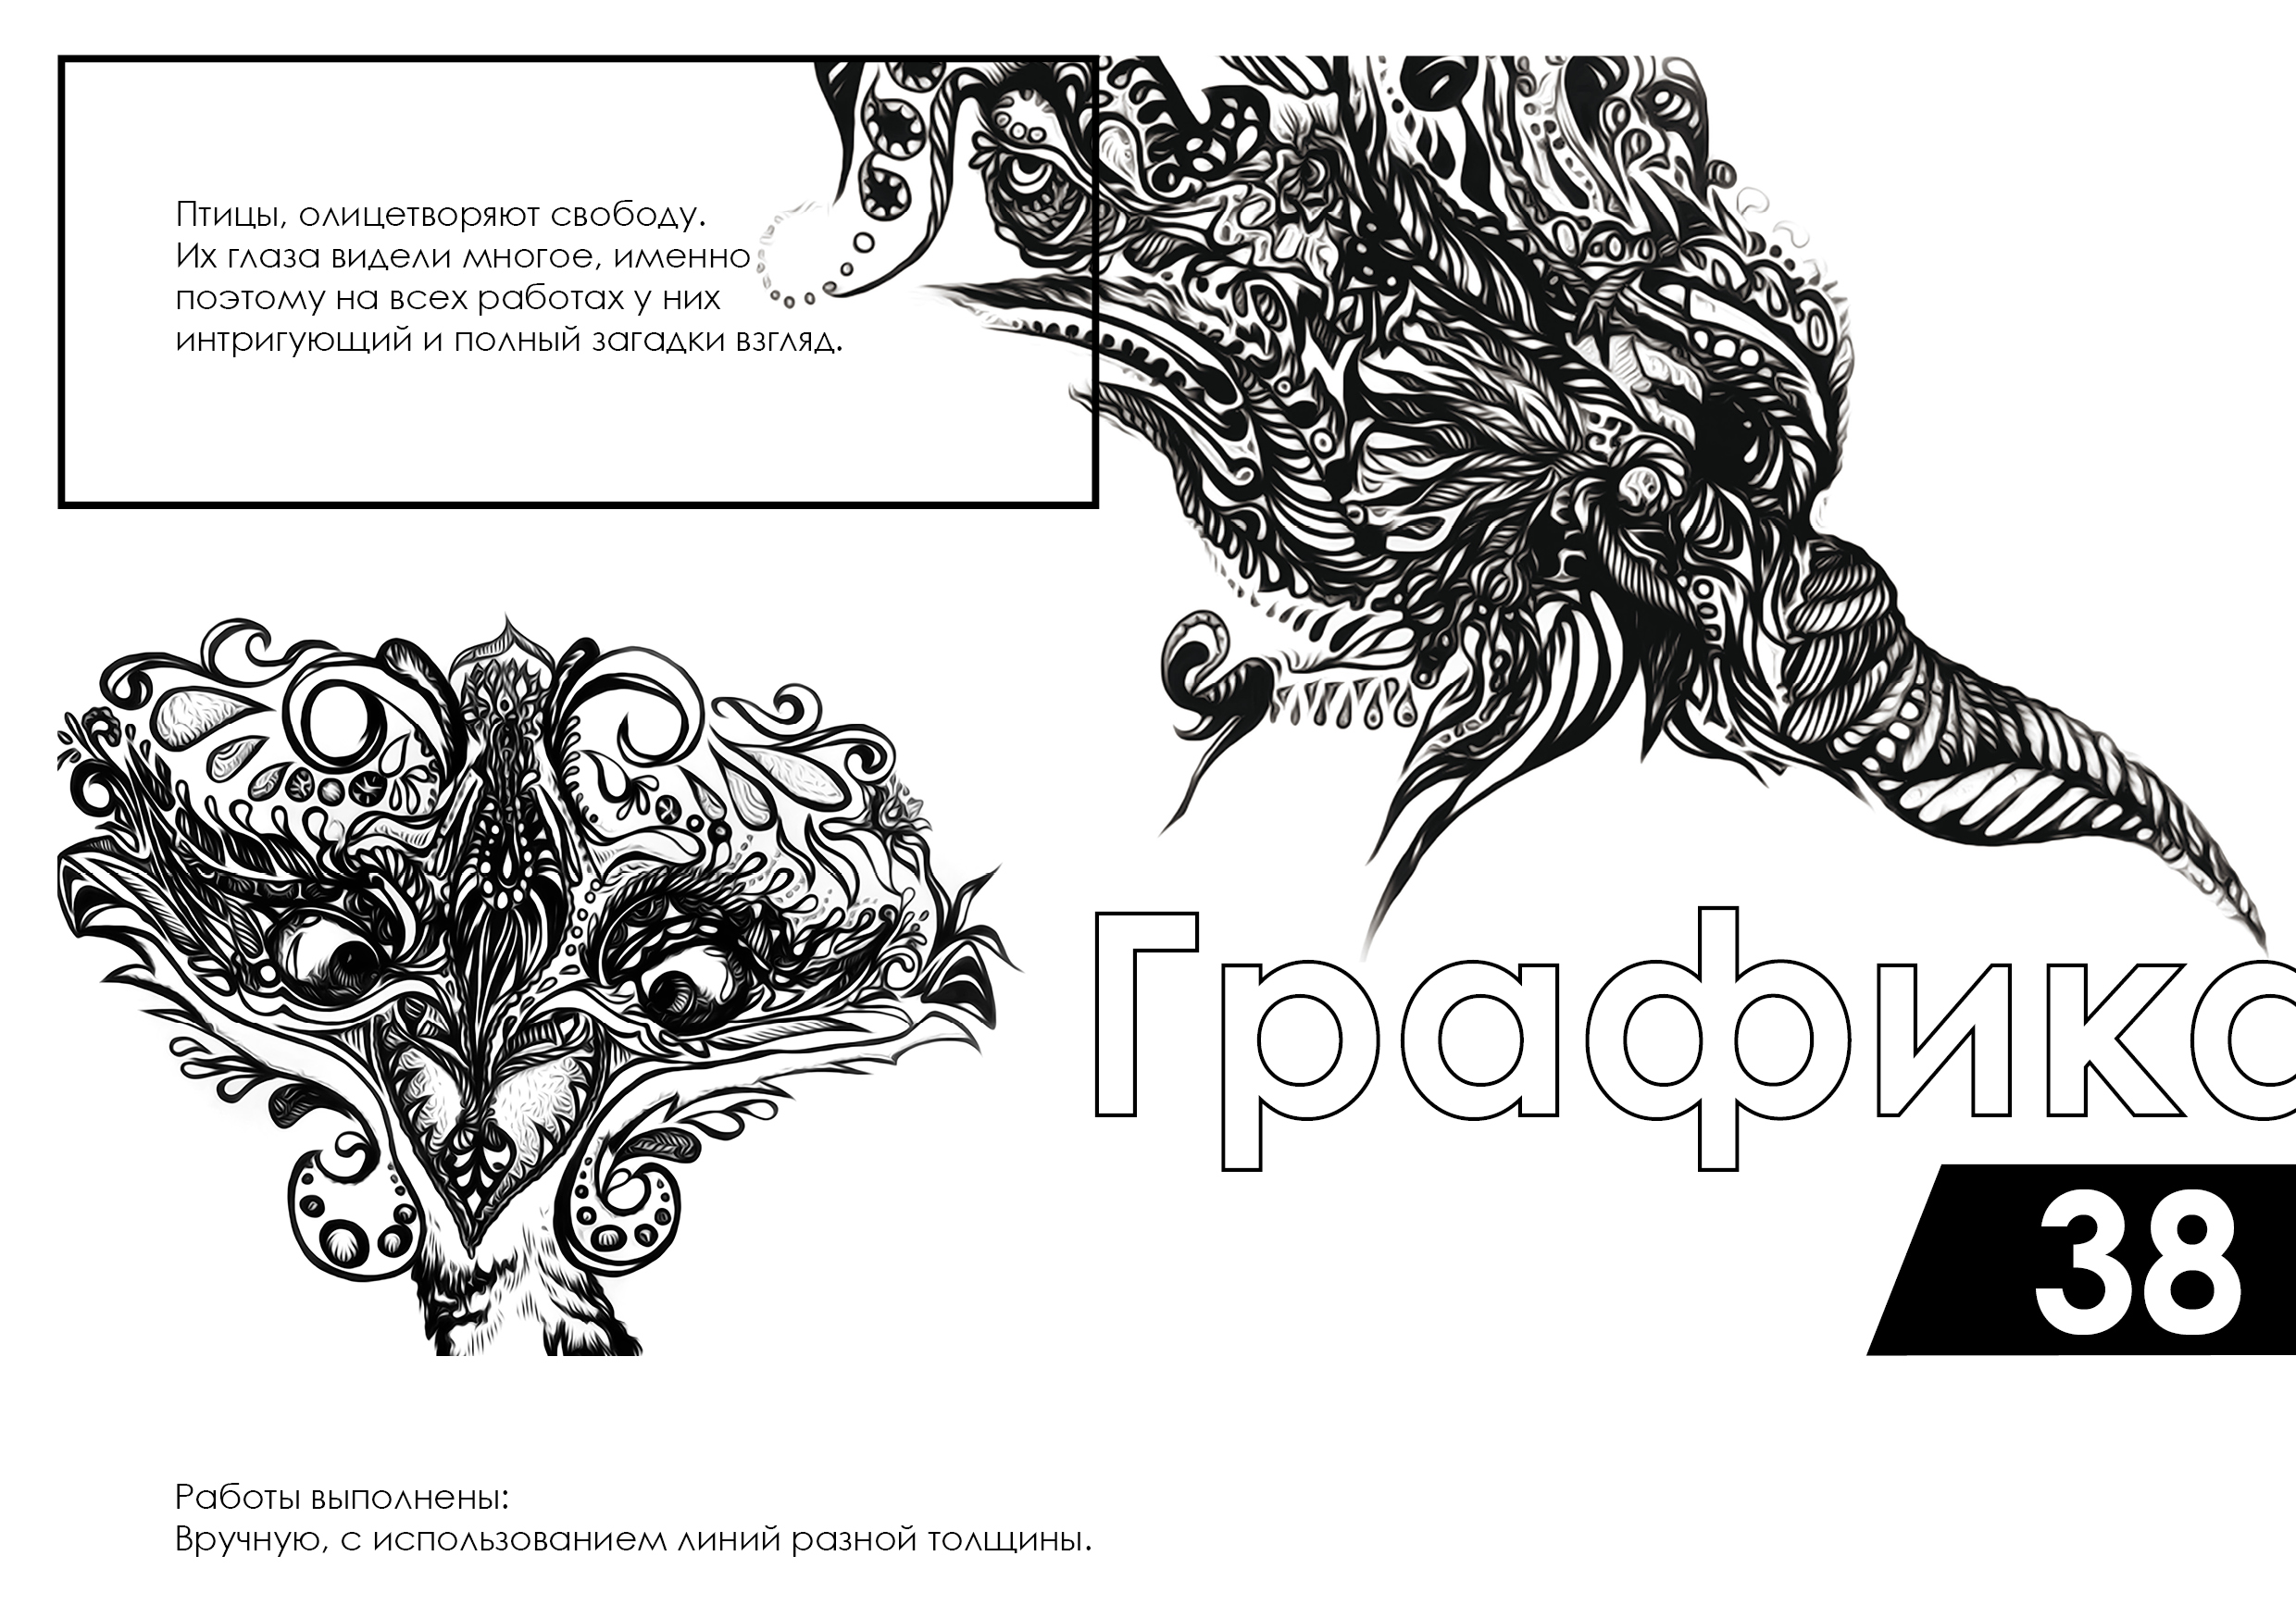 Птицы, олицетворяют свободу.
Их глаза видели многое, именно
поэтому на всех работах у них
интригующий и полный загадки взгляд.
Графика
38
Работы выполнены:
Вручную, с использованием линий разной толщины.